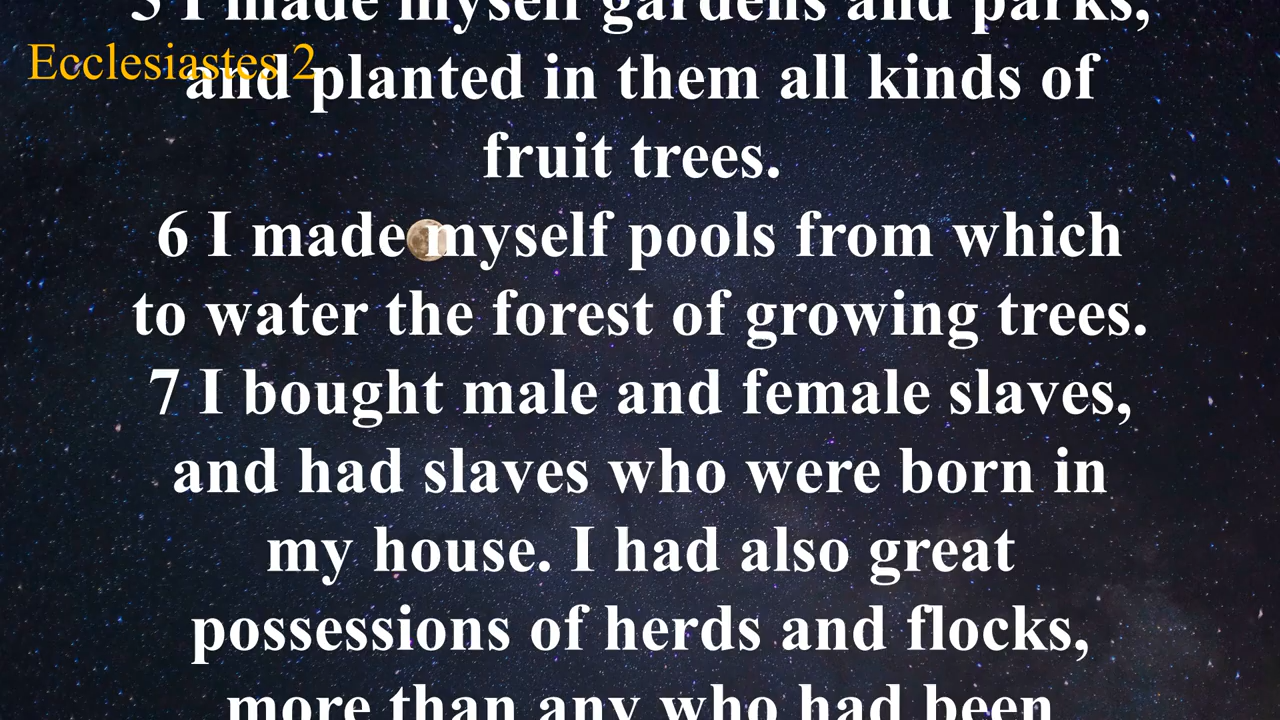 5 I made myself gardens and parks,
Ecclesiastes 2
and planted in them all kinds of
fruit trees.
6 I made myself pools from which
to water the forest of growing trees.
7 I bought male and female slaves,
and had slaves who were born in
my house. I had also great
possessions of herds and flocks,
more than any who had been